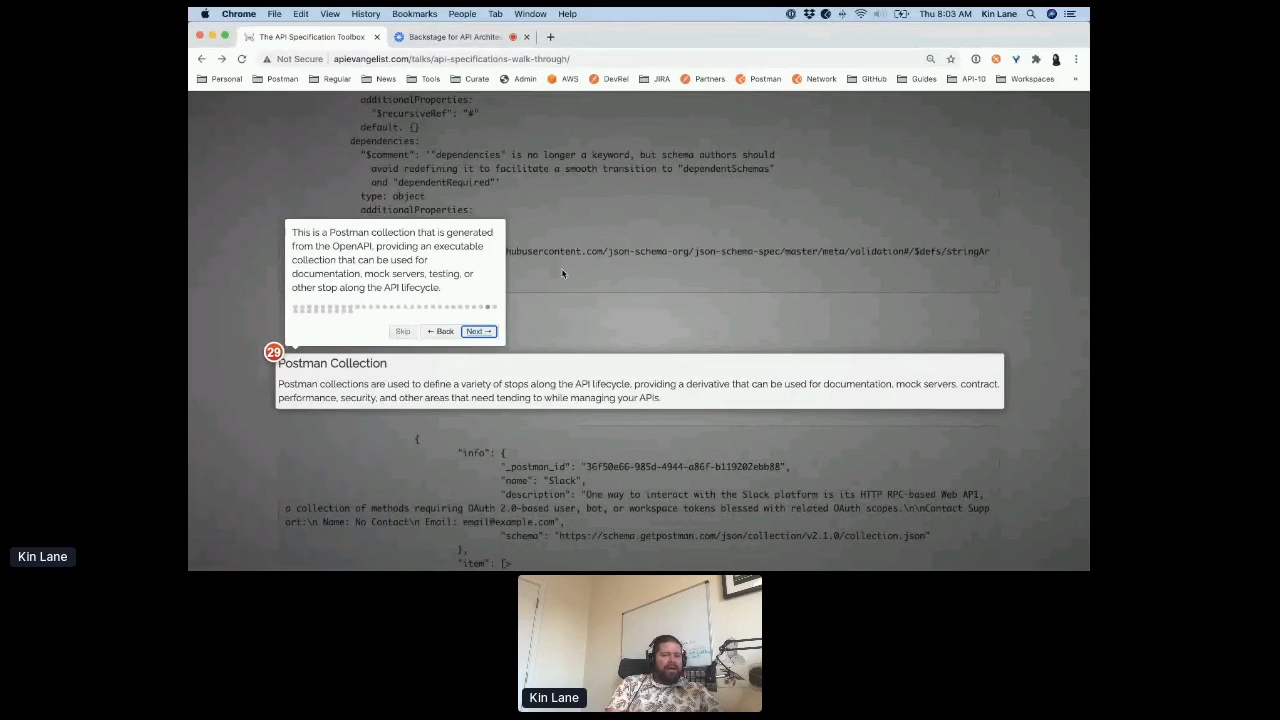 Chrome File Edit View History Bookmarks People Tab Window Help Thu 8:03 AM Kin Lane
The API Specification Toolbox Backstage for API Archite
Not Secure apievangelist.com/talks/api-specifications-walk-through/
Personal Postman Regular News Tools Curate Admin AWS DevRel JIRA Partners Postman Network GitHub Guides API-10 Workspaces »
additionalProperties:
"$recursiveRef": "#"
default: {}
dependencies:
"$comment": '"dependencies" is no longer a keyword, but schema authors should
avoid redefining it to facilitate a smooth transition to "dependentSchemas"
and "dependentRequired"'
type: object
additionalProperties:
This is a Postman collection that is generated
from the OpenAPI, providing an executable
collection that can be used for
documentation, mock servers, testing, or
other stop along the API lifecycle.
hubusercontent.com/json-schema-org/json-schema-spec/master/meta/validation#/$defs/stringAr
Skip ← Back Next →
29
Postman Collection
Postman collections are used to define a variety of stops along the API lifecycle, providing a derivative that can be used for documentation, mock servers, contract,
performance, security, and other areas that need tending to while managing your APIs.
{
"info": {
"_postman_id": "36f50e66-985d-4944-a86f-b119202ebb88",
"name": "Slack",
"description": "One way to interact with the Slack platform is its HTTP RPC-based Web API,
a collection of methods requiring OAuth 2.0-based user, bot, or workspace tokens blessed with related OAuth scopes.\n\nContact Supp
ort:\n Name: No Contact\n Email: email@example.com",
"schema": "https://schema.getpostman.com/json/collection/v2.1.0/collection.json"
},
"item": [
Kin Lane
Kin Lane